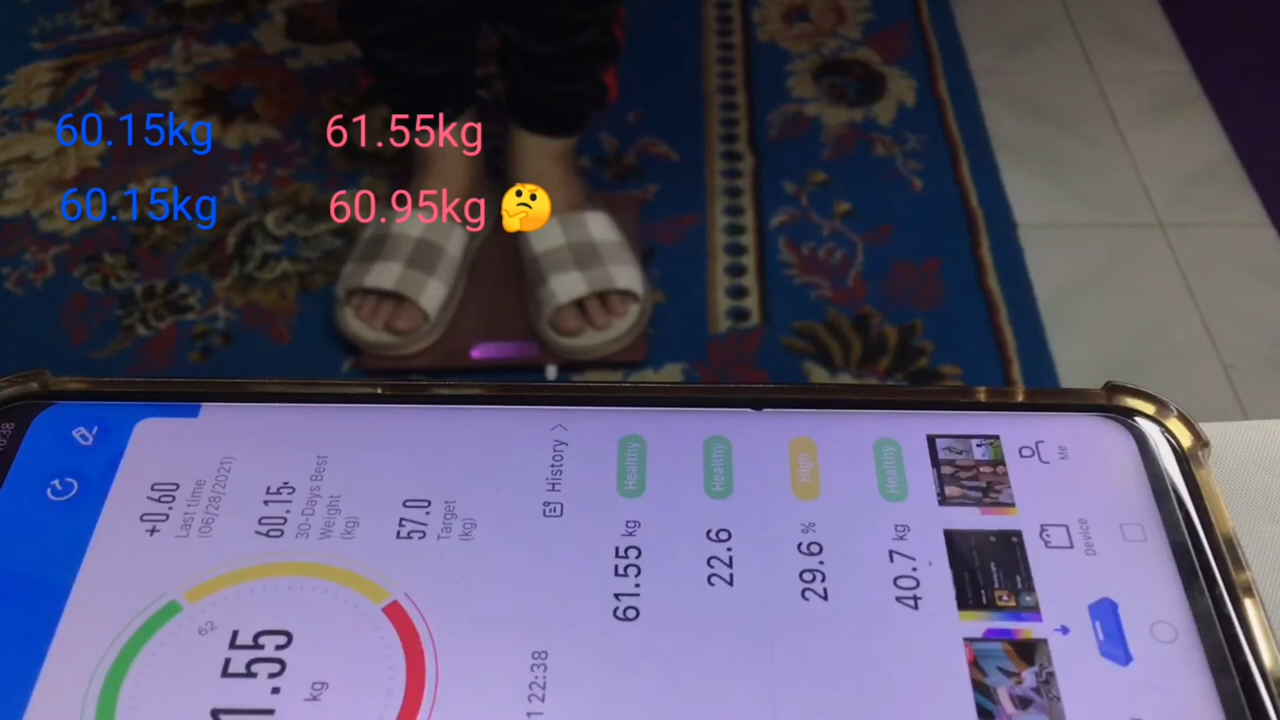 60.15kg 61.55kg
60.15kg 60.95kg 🤔
+0.60
Last time
(06/28/2021)
60.15
30-Days Best
Weight
(kg)
57.0
Target
(kg)
History >
1.55
kg
1 22:38
61.55 kg Healthy
22.6 Healthy
29.6 % High
40.7 kg Healthy
Me
Device